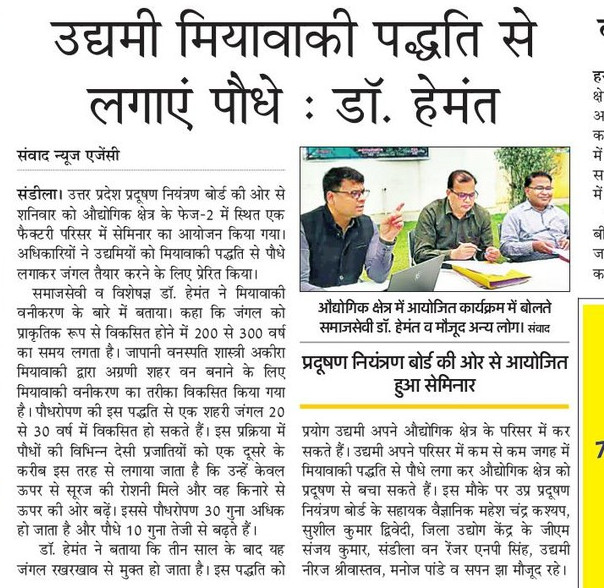 उद्यमी मियावाकी पद्धति से
लगाएं पौधे : डॉ. हेमंत
संवाद न्यूज एजेंसी
संडीला। उत्तर प्रदेश प्रदूषण नियंत्रण बोर्ड की ओर से
शनिवार को औद्योगिक क्षेत्र के फेज-2 में स्थित एक
फैक्टरी परिसर में सेमिनार का आयोजन किया गया।
अधिकारियों ने उद्यमियों को मियावाकी पद्धति से पौधे
लगाकर जंगल तैयार करने के लिए प्रेरित किया।
समाजसेवी व विशेषज्ञ डॉ. हेमंत ने मियावाकी
वनीकरण के बारे में बताया। कहा कि जंगल को
प्राकृतिक रूप से विकसित होने में 200 से 300 वर्ष
का समय लगता है। जापानी वनस्पति शास्त्री अकीरा
मियावाकी द्वारा अग्रणी शहर वन बनाने के लिए
मियावाकी वनीकरण का तरीका विकसित किया गया
है। पौधरोपण की इस पद्धति से एक शहरी जंगल 20
से 30 वर्ष में विकसित हो सकते हैं। इस प्रक्रिया में
पौधों की विभिन्न देसी प्रजातियों को एक दूसरे के
करीब इस तरह से लगाया जाता है कि उन्हें केवल
ऊपर से सूरज की रोशनी मिले और वह किनारे से
ऊपर की ओर बढ़ें। इससे पौधरोपण 30 गुना अधिक
हो जाता है और पौधे 10 गुना तेजी से बढ़ते हैं।
डॉ. हेमंत ने बताया कि तीन साल के बाद यह
जंगल रखरखाव से मुक्त हो जाता है। इस पद्धति को
औद्योगिक क्षेत्र में आयोजित कार्यक्रम में बोलते
समाजसेवी डॉ. हेमंत व मौजूद अन्य लोग। संवाद
प्रदूषण नियंत्रण बोर्ड की ओर से आयोजित
हुआ सेमिनार
प्रयोग उद्यमी अपने औद्योगिक क्षेत्र के परिसर में कर
सकते हैं। उद्यमी अपने परिसर में कम से कम जगह में
मियावाकी पद्धति से पौधे लगा कर औद्योगिक क्षेत्र को
प्रदूषण से बचा सकते हैं। इस मौके पर उप्र प्रदूषण
नियंत्रण बोर्ड के सहायक वैज्ञानिक महेश चंद्र कश्यप,
सुशील कुमार द्विवेदी, जिला उद्योग केंद्र के जीएम
संजय कुमार, संडीला वन रेंजर एनपी सिंह, उद्यमी
नीरज श्रीवास्तव, मनोज पांडे व सपन झा मौजूद रहे।